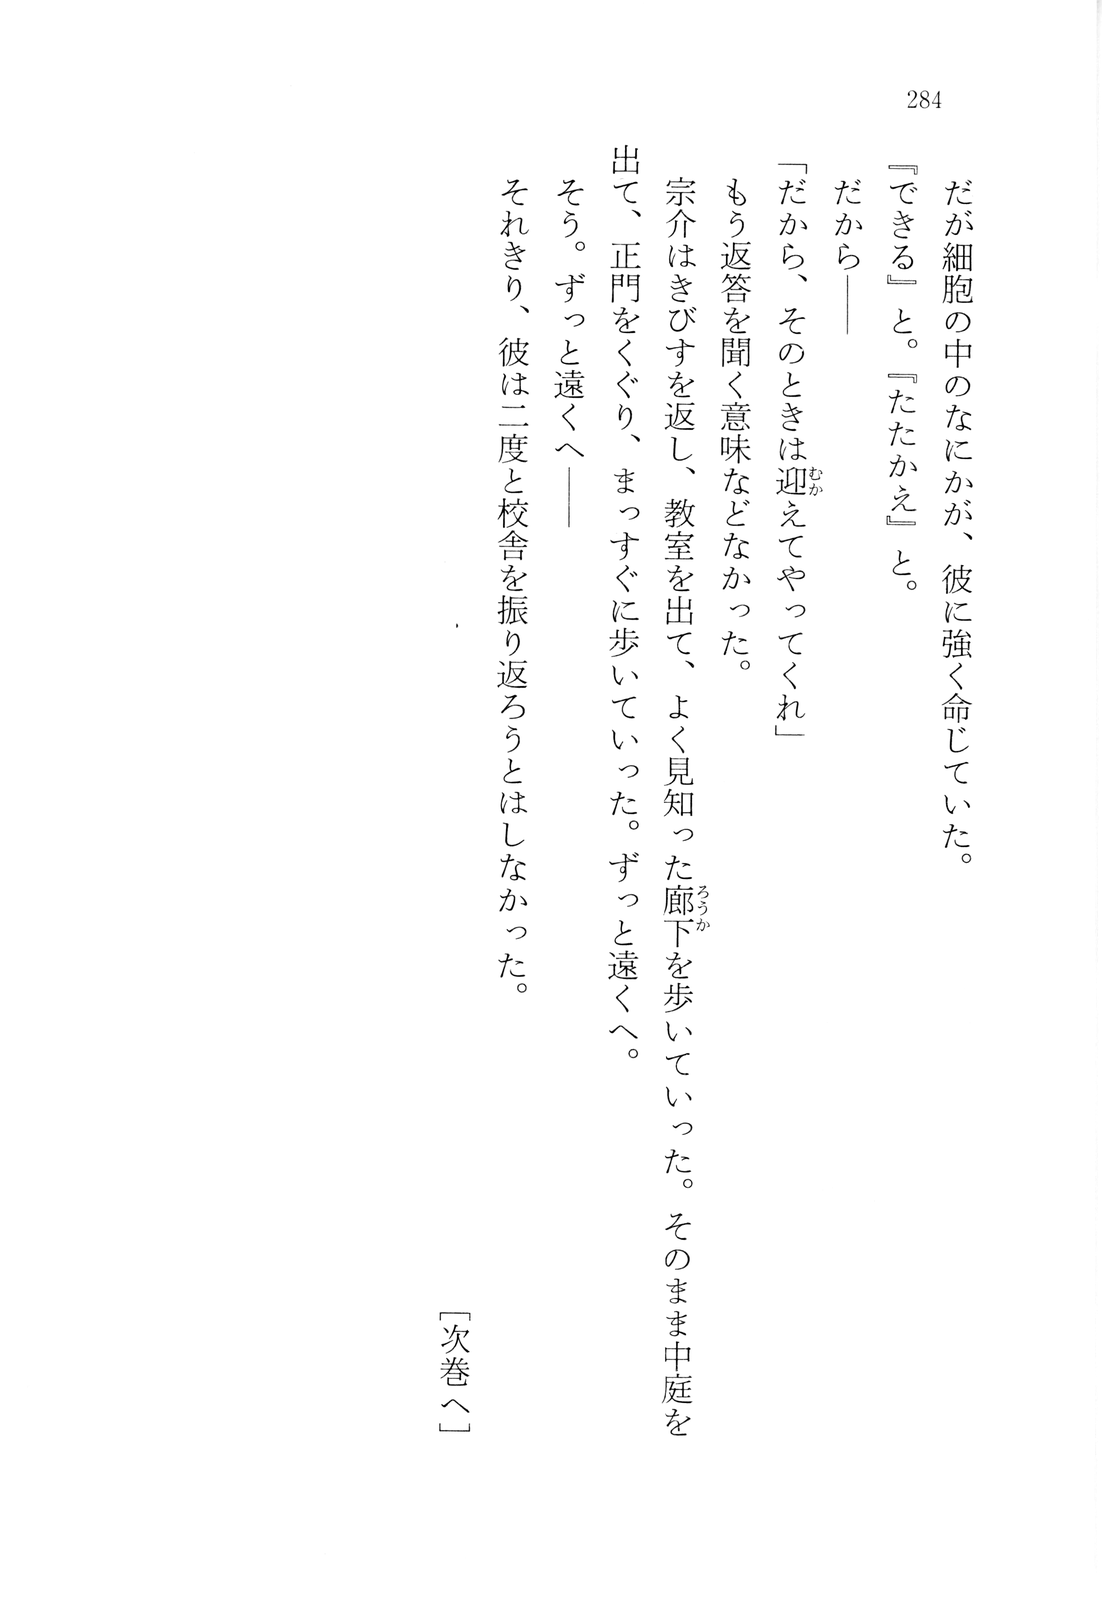 284
だが細胞の中のなにかが、彼に強く命じていた。
『できる』と。『たたかえ』と。
だから――
「だから、そのときは迎えてやってくれ」
もう返答を聞く意味などなかった。
宗介はきびすを返し、教室を出て、よく見知った廊下を歩いていった。そのまま中庭を
出て、正門をくぐり、まっすぐに歩いていった。ずっと遠くへ。
そう。ずっと遠くへ――
それきり、彼は二度と校舎を振り返ろうとはしなかった。
［次巻へ］
むか
ろうか